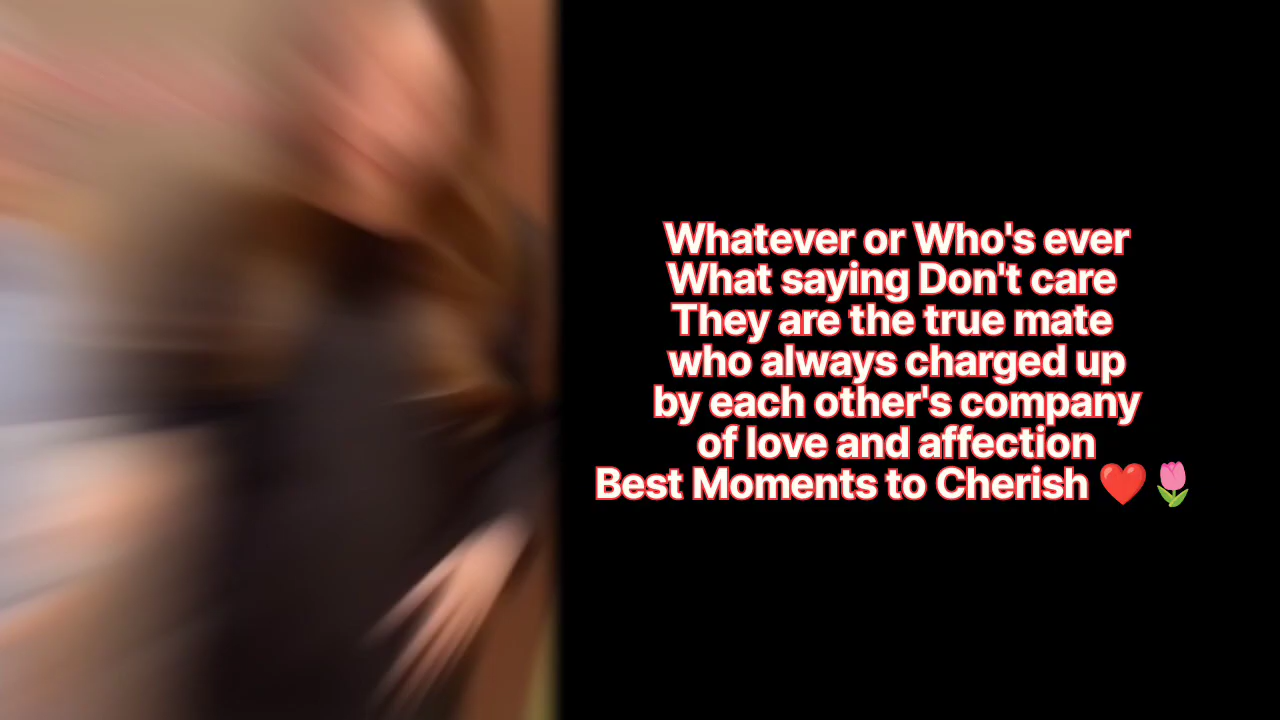 Whatever or Who's ever
What saying Don't care
They are the true mate
who always charged up
by each other's company
of love and affection
Best Moments to Cherish ❤️🌷